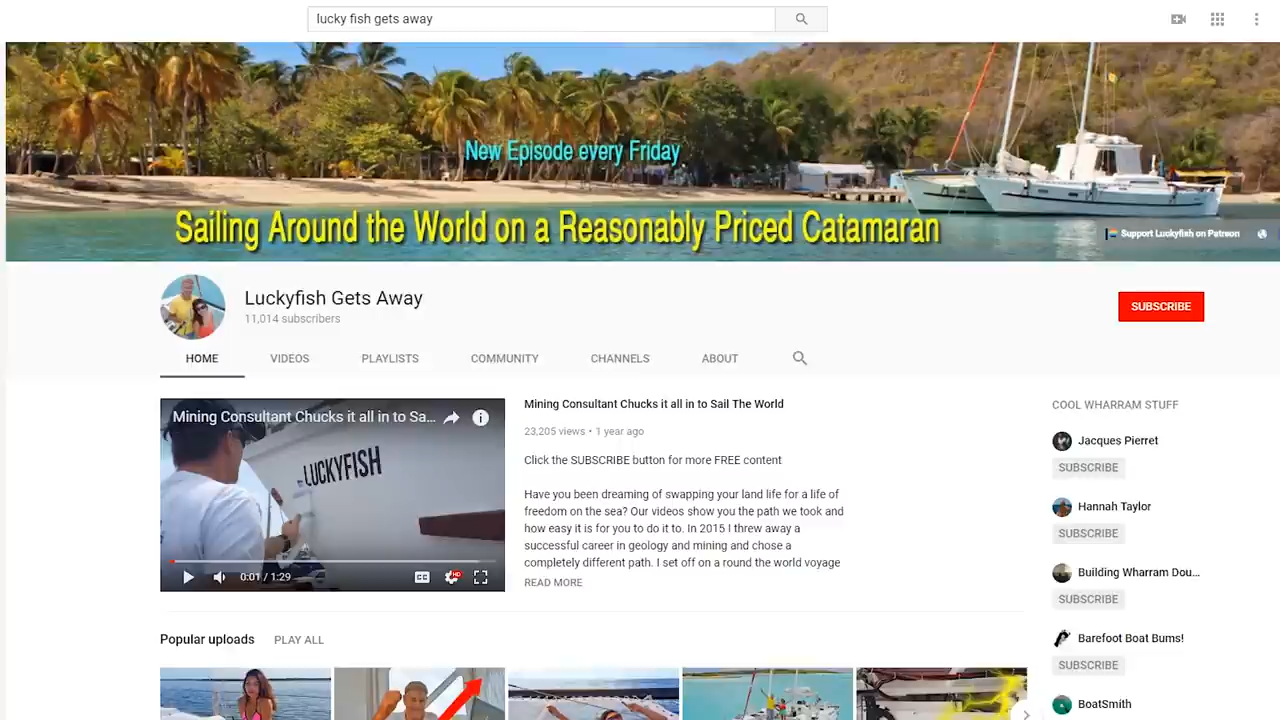 lucky fish gets away
New Episode every Friday
Sailing Around the World on a Reasonably Priced Catamaran
Support Luckyfish on Patreon
Luckyfish Gets Away
11,014 subscribers
SUBSCRIBE
HOME VIDEOS PLAYLISTS COMMUNITY CHANNELS ABOUT
Mining Consultant Chucks it all in to Sa...
LUCKYFISH
0:01 / 1:29
CC
HD
Mining Consultant Chucks it all in to Sail The World
23,205 views • 1 year ago
Click the SUBSCRIBE button for more FREE content
Have you been dreaming of swapping your land life for a life of
freedom on the sea? Our videos show you the path we took and
how easy it is for you to do it to. In 2015 I threw away a
successful career in geology and mining and chose a
completely different path. I set off on a round the world voyage
READ MORE
COOL WHARRAM STUFF
Jacques Pierret
SUBSCRIBE
Hannah Taylor
SUBSCRIBE
Building Wharram Dou...
SUBSCRIBE
Barefoot Boat Bums!
SUBSCRIBE
BoatSmith
Popular uploads PLAY ALL